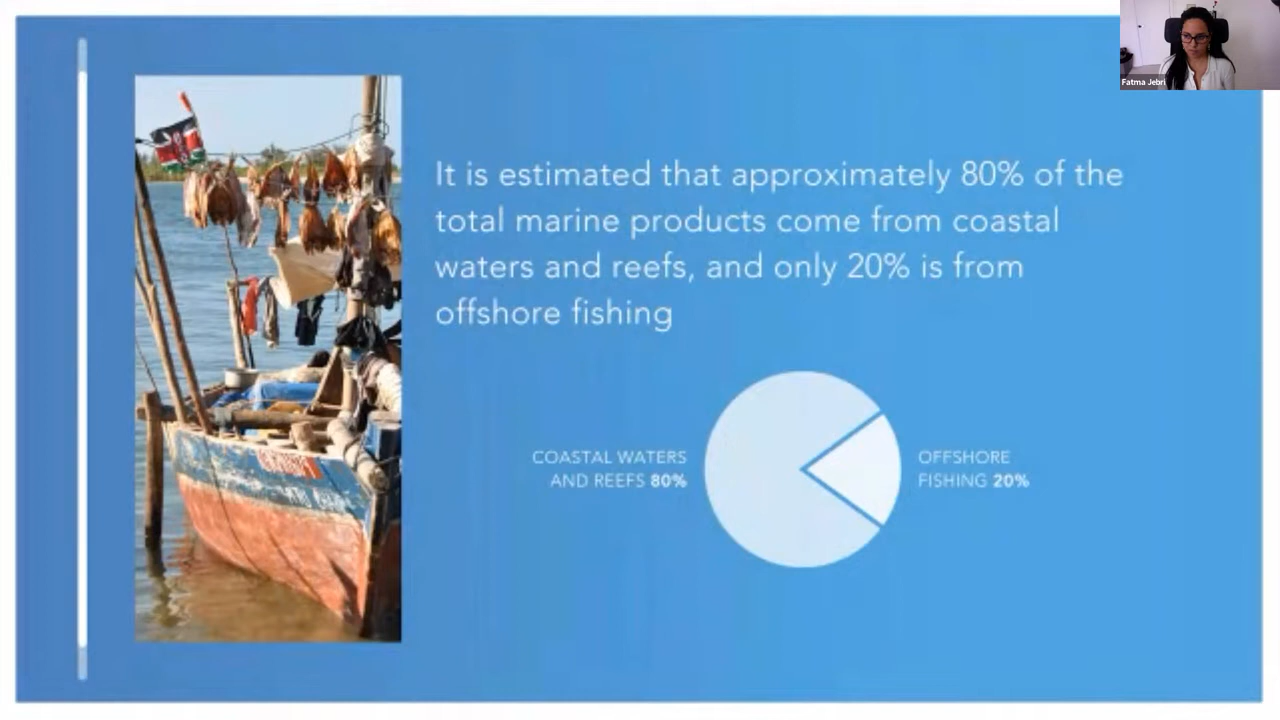 Fatma Jebri
It is estimated that approximately 80% of the
total marine products come from coastal
waters and reefs, and only 20% is from
offshore fishing
COASTAL WATERS
AND REEFS 80%
OFFSHORE
FISHING 20%